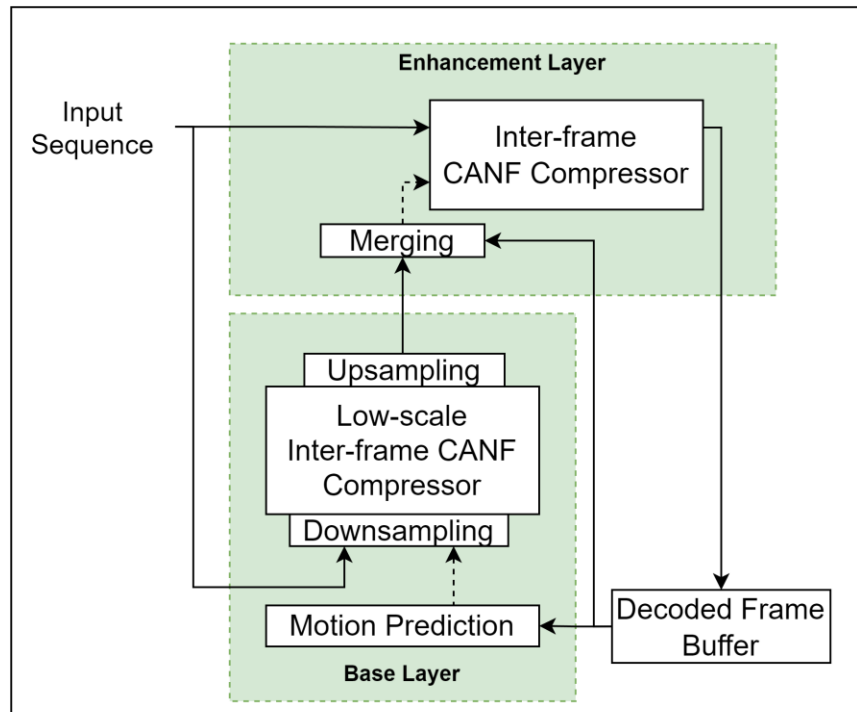 Enhancement Layer
Input
Sequence
Inter-frame
CANF Compressor
Merging
Upsampling
Low-scale
Inter-frame CANF
Compressor
Downsampling
Motion Prediction
Decoded Frame
Buffer
Base Layer